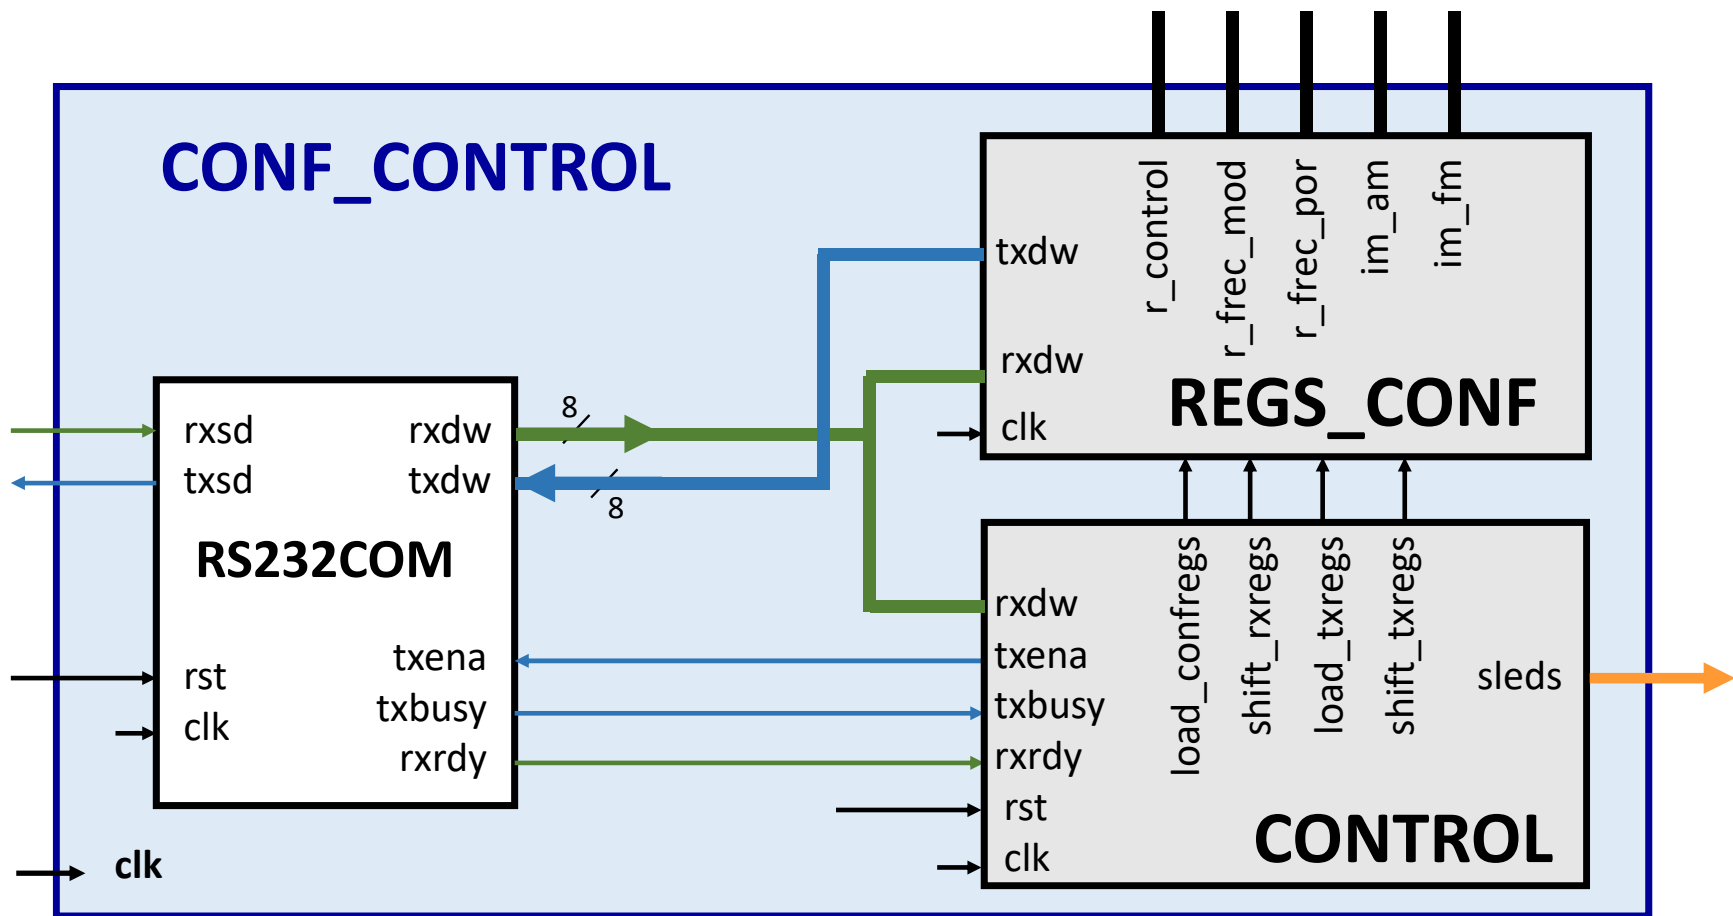 CONF_CONTROL
r_control
r_frec_mod
r_frec_por
im_am
im_fm
txdw
rxdw
clk
REGS_CONF
8
8
rxsd
rxdw
txsd
txdw
RS232COM
txena
rst
txbusy
clk
rxrdy
load_confregs
shift_rxregs
load_txregs
shift_txregs
rxdw
txena
txbusy
rxrdy
rst
clk
sleds
CONTROL
clk